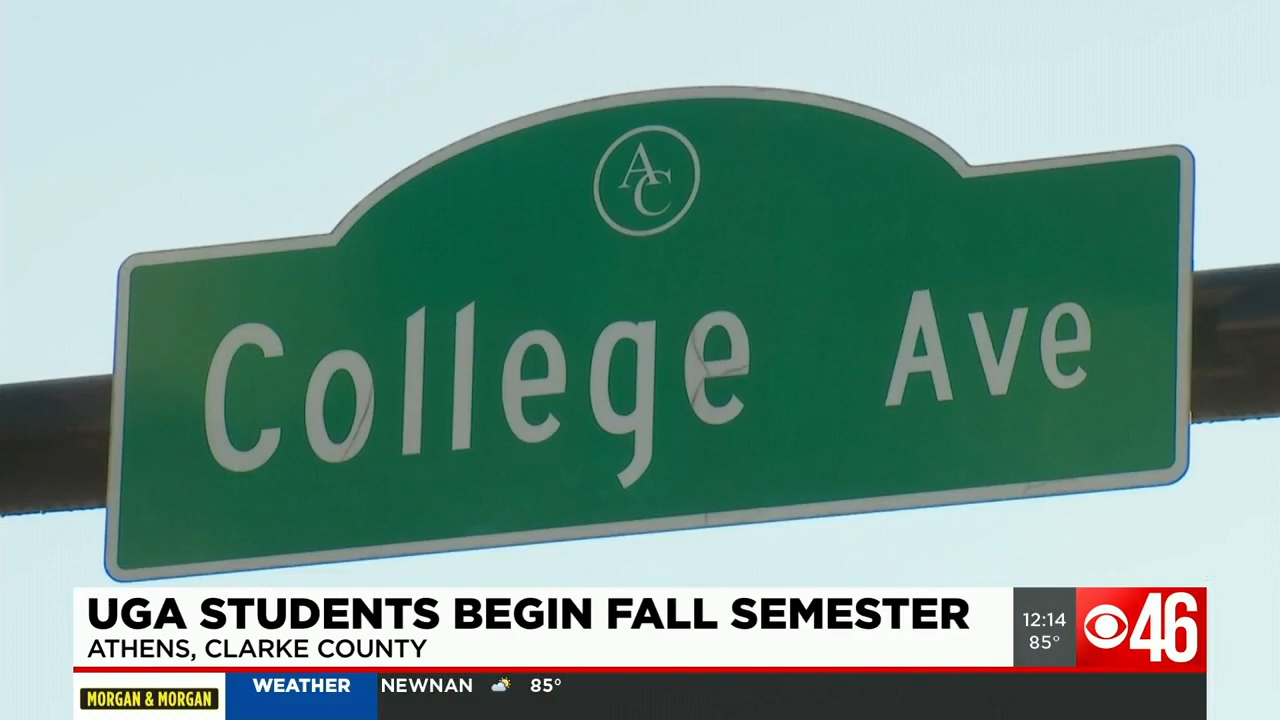 AC
College Ave
UGA STUDENTS BEGIN FALL SEMESTER
ATHENS, CLARKE COUNTY
12:14
85°
46
MORGAN & MORGAN
WEATHER
NEWNAN 85°